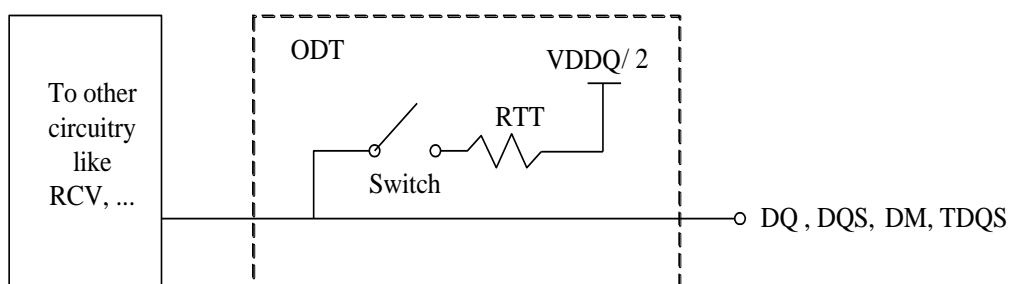 To other
circuitry
like
RCV, ...
ODT
VDDQ/ 2
RTT
Switch
DQ , DQS, DM, TDQS